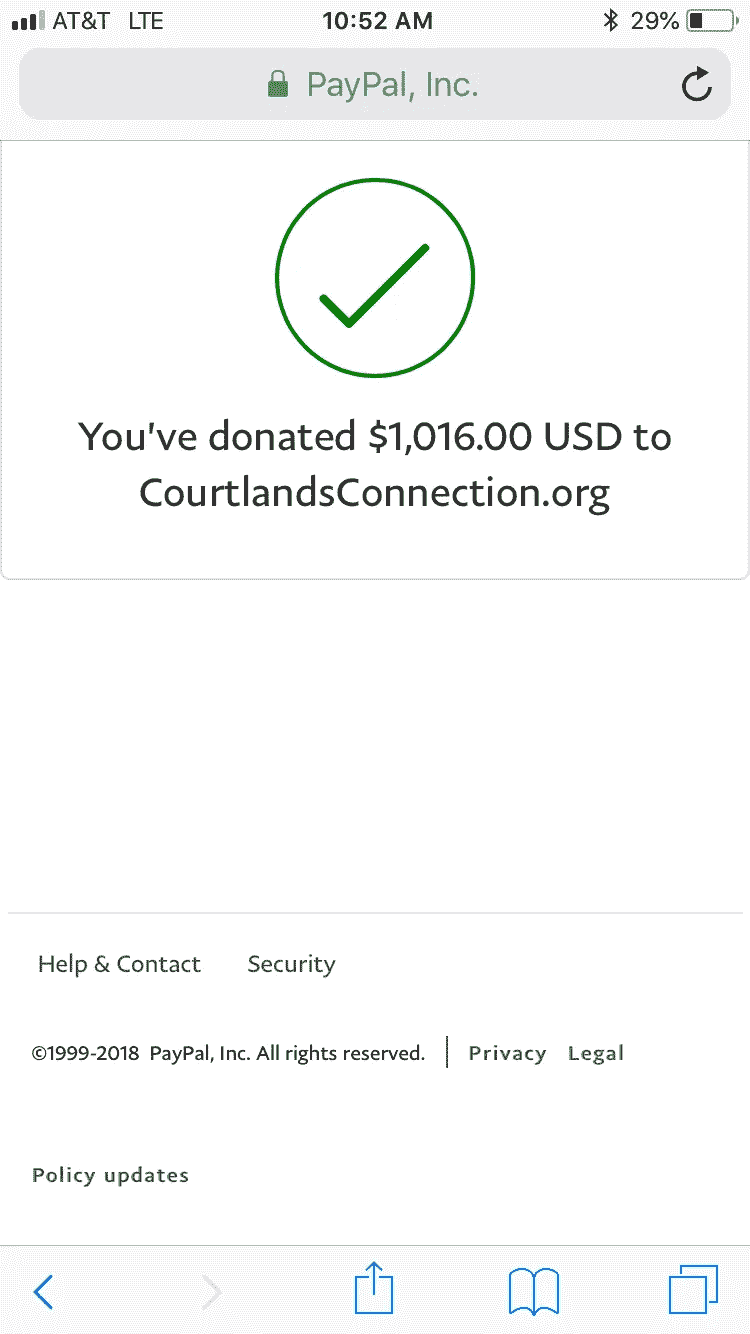 AT&T LTE 10:52 AM 29%
PayPal, Inc.
You've donated $1,016.00 USD to
CourtlandsConnection.org
Help & Contact Security
©1999-2018 PayPal, Inc. All rights reserved. Privacy Legal
Policy updates